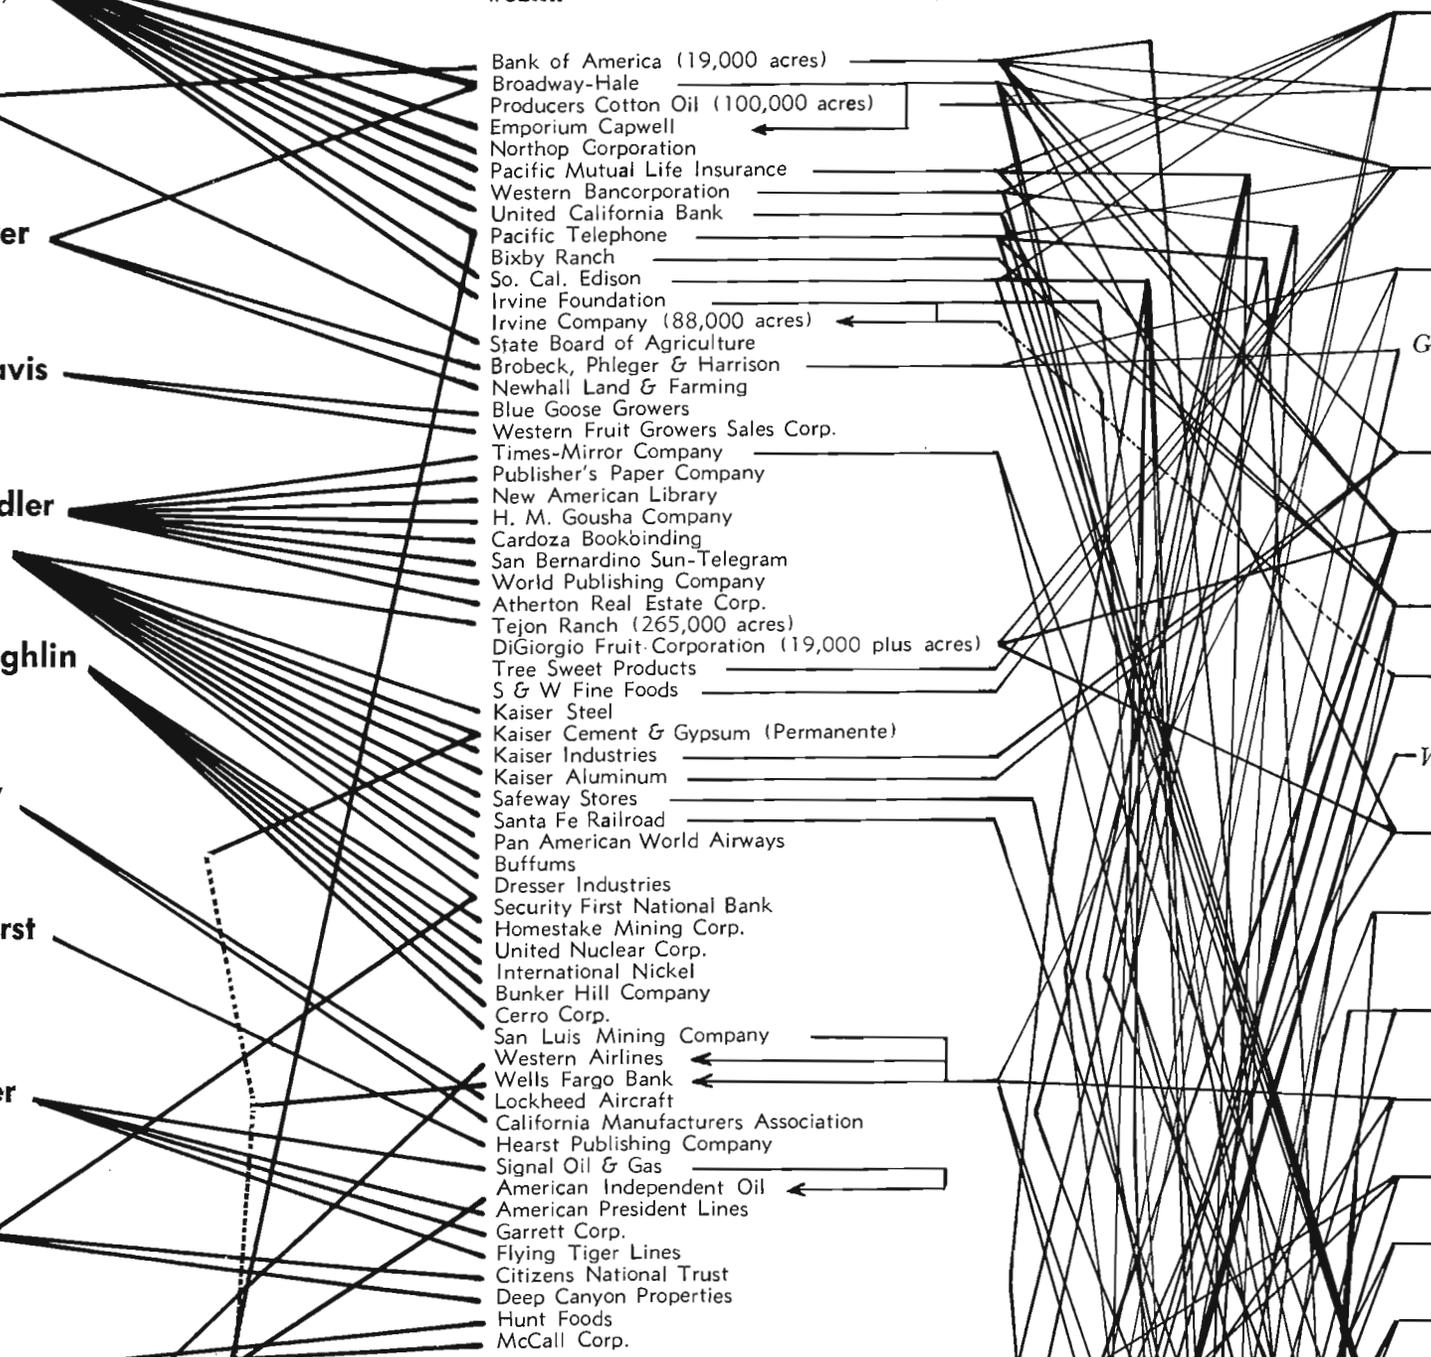 Bank of America (19,000 acres)
Broadway-Hale
Producers Cotton Oil (100,000 acres)
Emporium Capwell
Northop Corporation
Pacific Mutual Life Insurance
Western Bancorporation
er
United California Bank
Pacific Telephone
Bixby Ranch
So. Cal. Edison
Irvine Foundation
Irvine Company (88,000 acres)
State Board of Agriculture
G
Brobeck, Phleger & Harrison
avis
Newhall Land & Farming
Blue Goose Growers
Western Fruit Growers Sales Corp.
Times-Mirror Company
Publisher's Paper Company
New American Library
dler
H. M. Gousha Company
Cardoza Bookbinding
San Bernardino Sun-Telegram
World Publishing Company
Atherton Real Estate Corp.
Tejon Ranch (265,000 acres)
DiGiorgio Fruit Corporation (19,000 plus acres)
ghlin
Tree Sweet Products
S & W Fine Foods
Kaiser Steel
Kaiser Cement & Gypsum (Permanente)
Kaiser Industries
Kaiser Aluminum
Safeway Stores
Santa Fe Railroad
Pan American World Airways
Buffums
Dresser Industries
Security First National Bank
rst
Homestake Mining Corp.
United Nuclear Corp.
International Nickel
Bunker Hill Company
Cerro Corp.
San Luis Mining Company
Western Airlines
Wells Fargo Bank
er
Lockheed Aircraft
California Manufacturers Association
Hearst Publishing Company
Signal Oil & Gas
American Independent Oil
American President Lines
Garrett Corp.
Flying Tiger Lines
Citizens National Trust
Deep Canyon Properties
Hunt Foods
McCall Corp.